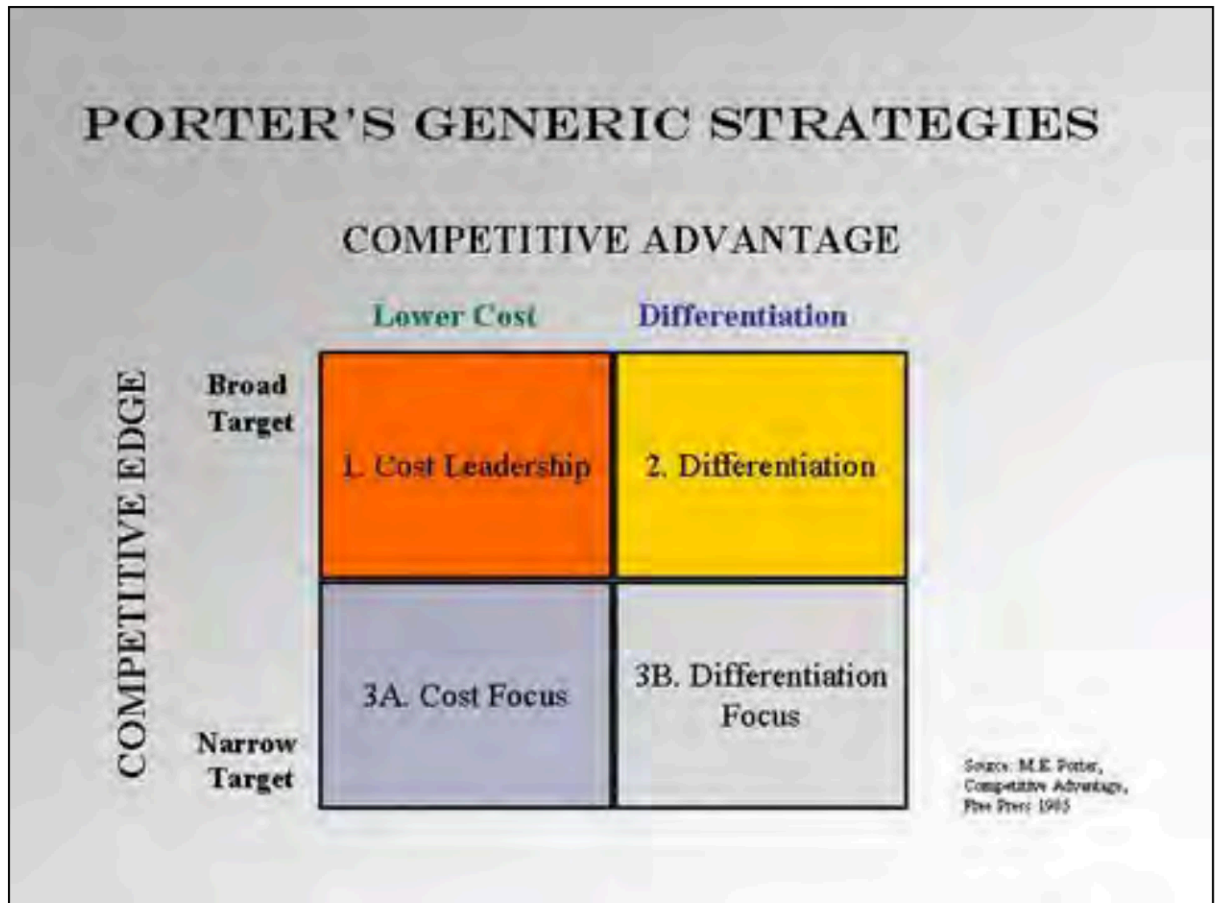 PORTER'S GENERIC STRATEGIES
COMPETITIVE ADVANTAGE
Lower Cost
Differentiation
COMPETITIVE EDGE
Broad
Target
1. Cost Leadership
2. Differentiation
3A. Cost Focus
3B. Differentiation
Focus
Narrow
Target
Source: M.E. Porter,
Competitive Advantage,
Free Press 1985